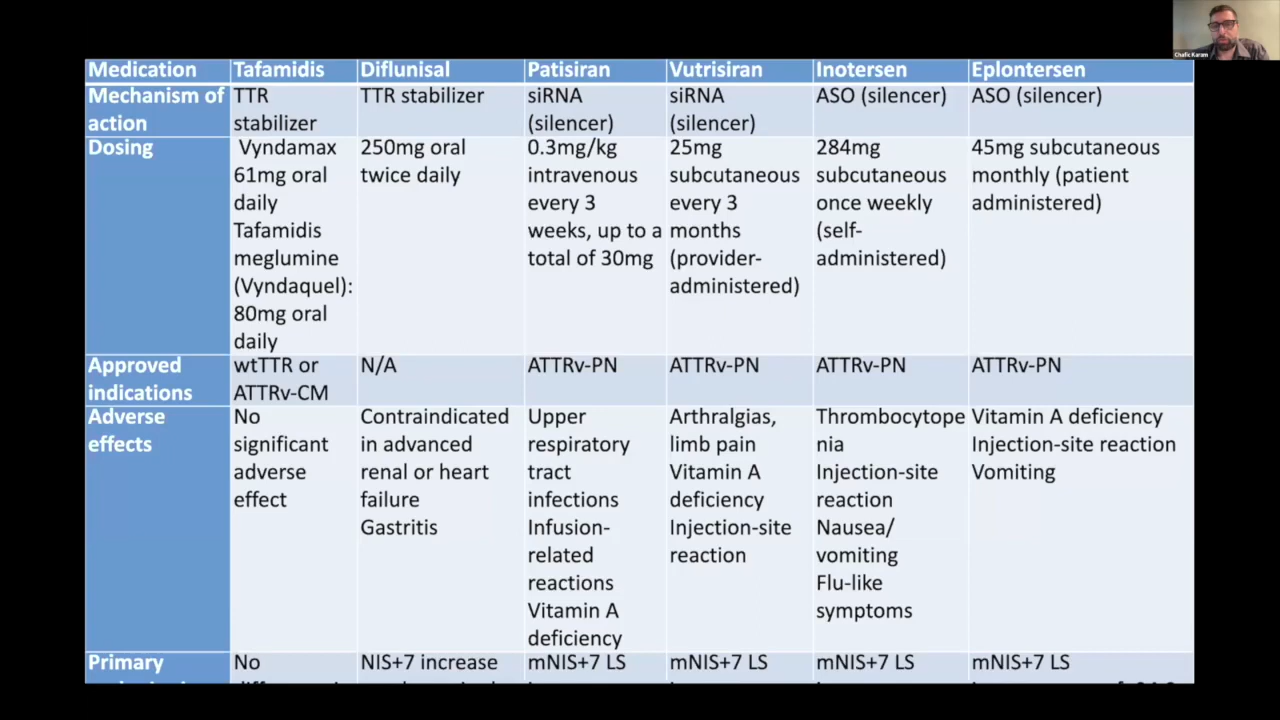 Chafic Karam
Medication Tafamidis Diflunisal Patisiran Vutrisiran Inotersen Eplontersen
Mechanism of action
TTR
stabilizer
TTR stabilizer
siRNA
(silencer)
siRNA
(silencer)
ASO (silencer)
ASO (silencer)
Dosing
Vyndamax
61mg oral
daily
Tafamidis
meglumine
(Vyndaquel):
80mg oral
daily
250mg oral
twice daily
0.3mg/kg
intravenous
every 3
weeks, up to a
total of 30mg
25mg
subcutaneous
every 3
months
(provider-
administered)
284mg
subcutaneous
once weekly
(self-
administered)
45mg subcutaneous
monthly (patient
administered)
Approved
indications
wtTTR or
ATTRv-CM
N/A
ATTRv-PN
ATTRv-PN
ATTRv-PN
ATTRv-PN
Adverse
effects
No
significant
adverse
effect
Contraindicated
in advanced
renal or heart
failure
Gastritis
Upper
respiratory
tract
infections
Infusion-
related
reactions
Vitamin A
deficiency
Arthralgias,
limb pain
Vitamin A
deficiency
Injection-site
reaction
Thrombocytope
nia
Injection-site
reaction
Nausea/
vomiting
Flu-like
symptoms
Vitamin A deficiency
Injection-site reaction
Vomiting
Primary
No
NIS+7 increase
mNIS+7 LS
mNIS+7 LS
mNIS+7 LS
mNIS+7 LS